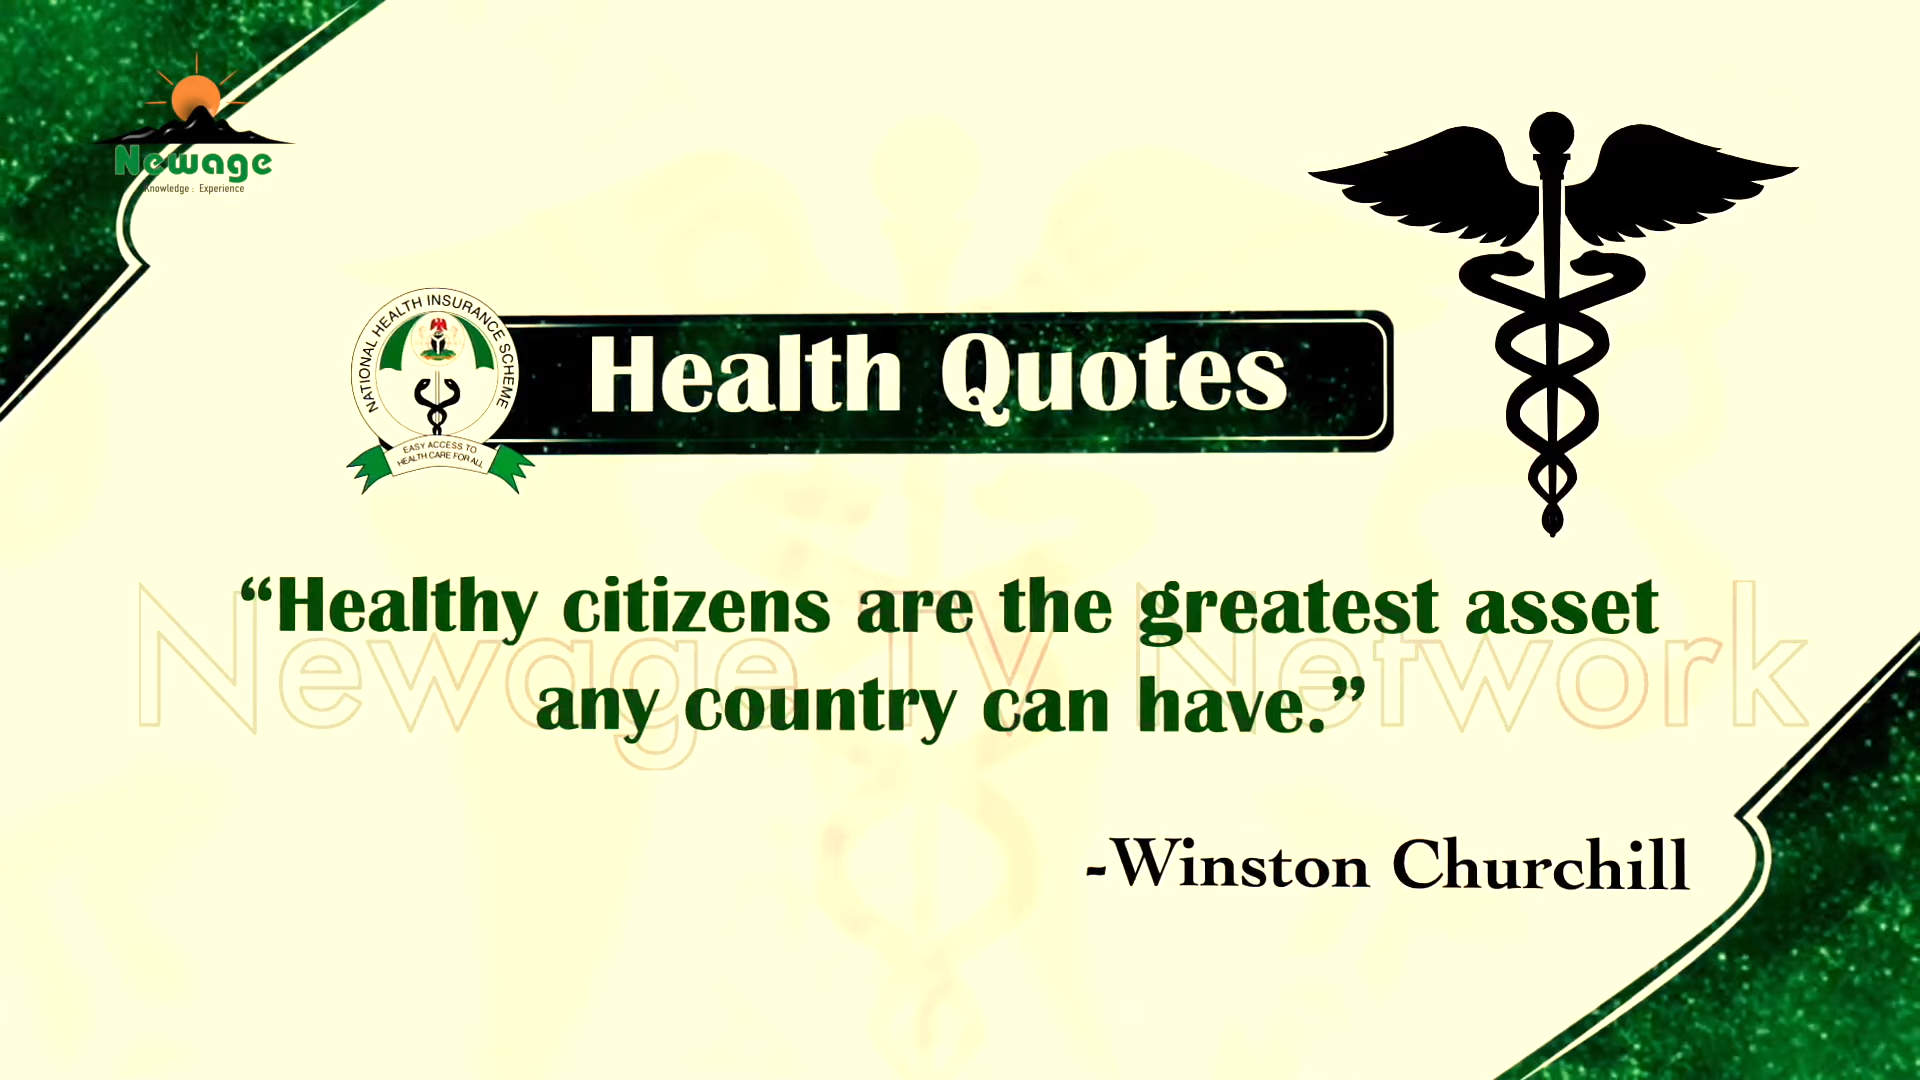 Newage
Knowledge : Experience
NATIONAL HEALTH INSURANCE SCHEME
EASY ACCESS TO
HEALTH CARE FOR ALL
Health Quotes
“Healthy citizens are the greatest asset
any country can have.”
Newage TV Network
-Winston Churchill